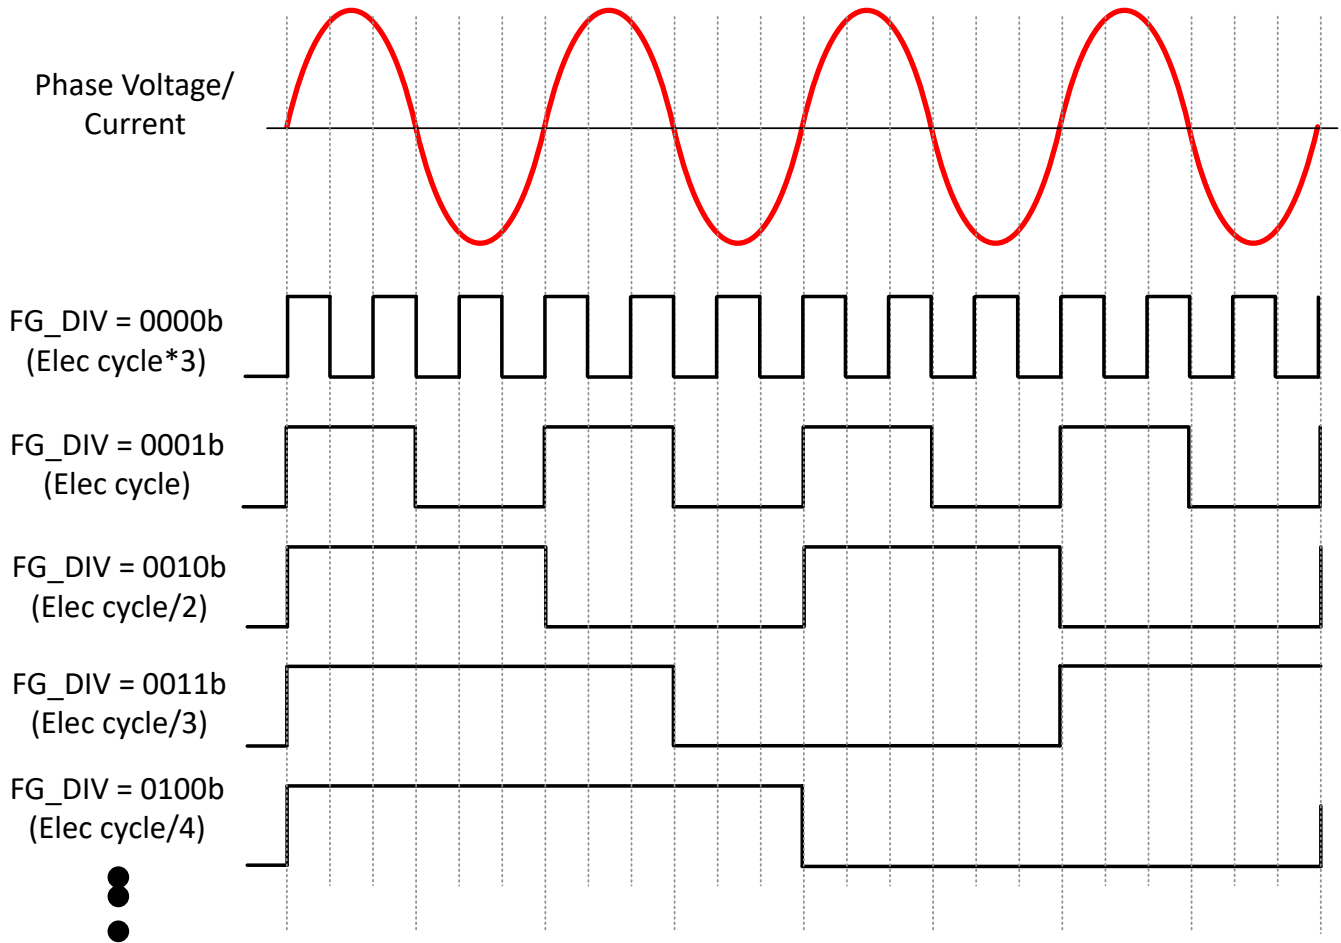 Phase Voltage/
Current
FG_DIV = 0000b
(Elec cycle*3)
FG_DIV = 0001b
(Elec cycle)
FG_DIV = 0010b
(Elec cycle/2)
FG_DIV = 0011b
(Elec cycle/3)
FG_DIV = 0100b
(Elec cycle/4)